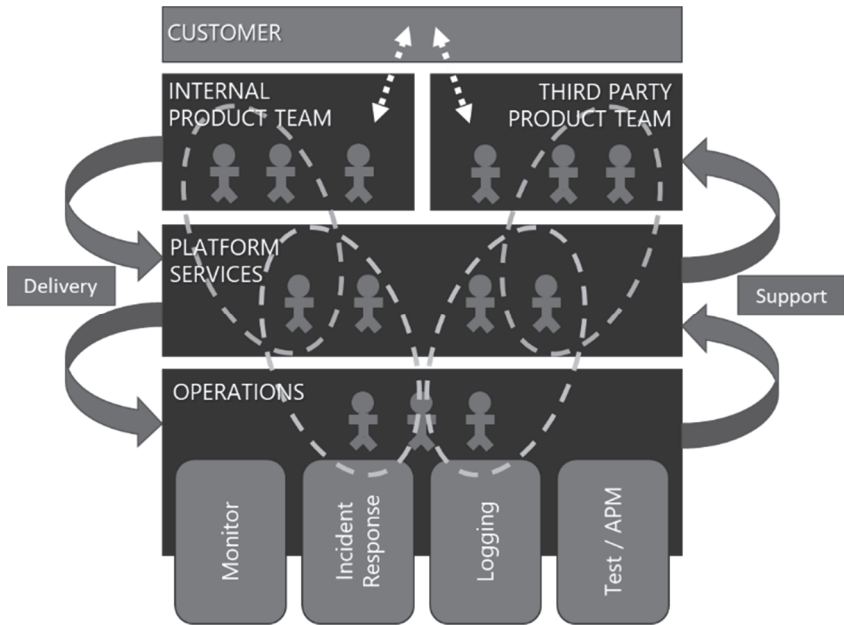 CUSTOMER
INTERNAL
PRODUCT TEAM
THIRD PARTY
PRODUCT TEAM
PLATFORM
SERVICES
Delivery
Support
OPERATIONS
Monitor
Incident
Response
Logging
Test / APM